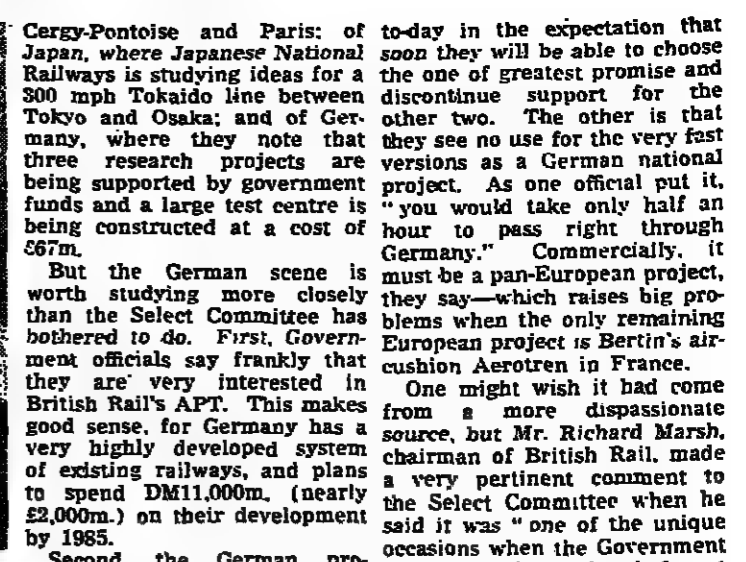 Cergy-Pontoise and Paris: of
Japan, where Japanese National
Railways is studying ideas for a
300 mph Tokaido line between
Tokyo and Osaka; and of Ger-
many, where they note that
three research projects are
being supported by government
funds and a large test centre is
being constructed at a cost of
£67m.
But the German scene is
worth studying more closely
than the Select Committee has
bothered to do. First, Govern-
ment officials say frankly that
they are very interested in
British Rail's APT. This makes
good sense, for Germany has a
very highly developed system
of existing railways, and plans
to spend DM11,000m. (nearly
£2,000m.) on their development
by 1985.
Second the German pro-
to-day in the expectation that
soon they will be able to choose
the one of greatest promise and
discontinue support for the
other two. The other is that
they see no use for the very fast
versions as a German national
project. As one official put it,
"you would take only half an
hour to pass right through
Germany." Commercially, it
must be a pan-European project,
they say—which raises big pro-
blems when the only remaining
European project is Bertin's air-
cushion Aerotren in France.
One might wish it had come
from a more dispassionate
source, but Mr. Richard Marsh,
chairman of British Rail, made
a very pertinent comment to
the Select Committee when he
said it was "one of the unique
occasions when the Government